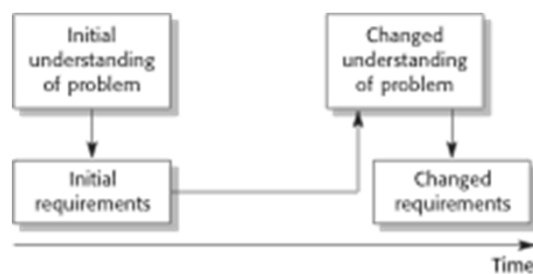 Initial
understanding
of problem
Changed
understanding
of problem
Initial
requirements
Changed
requirements
Time